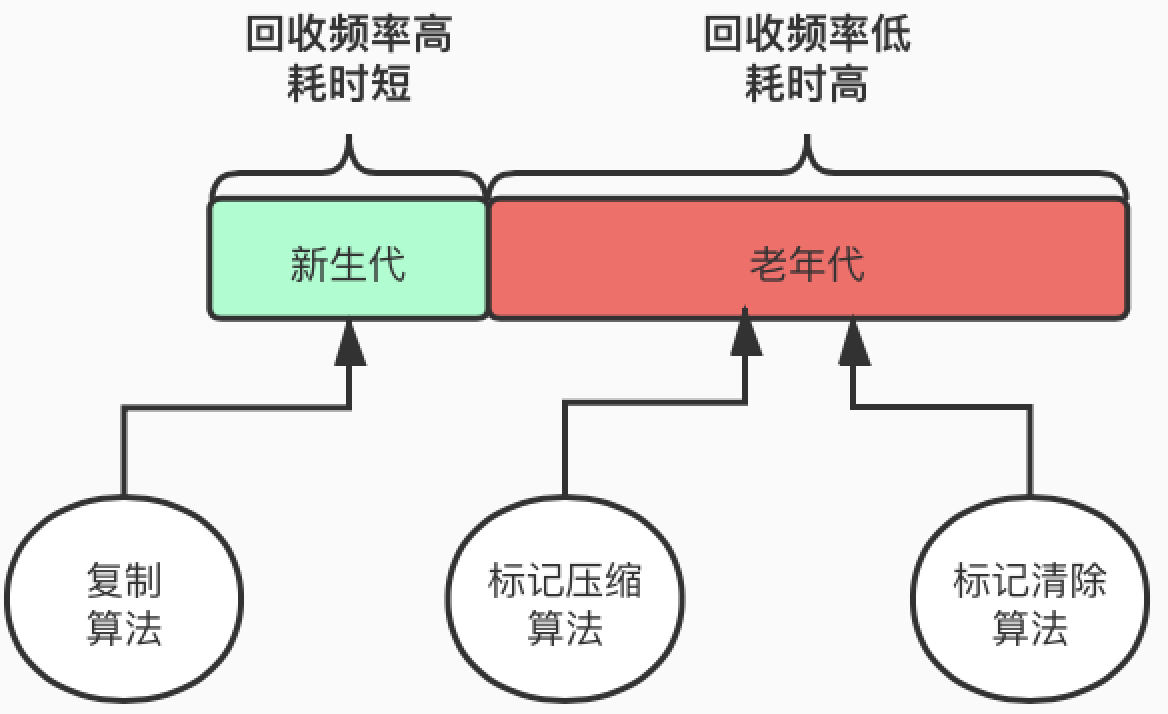 回收频率高
耗时短
回收频率低
耗时高
新生代
老年代
复制
算法
标记压缩
算法
标记清除
算法